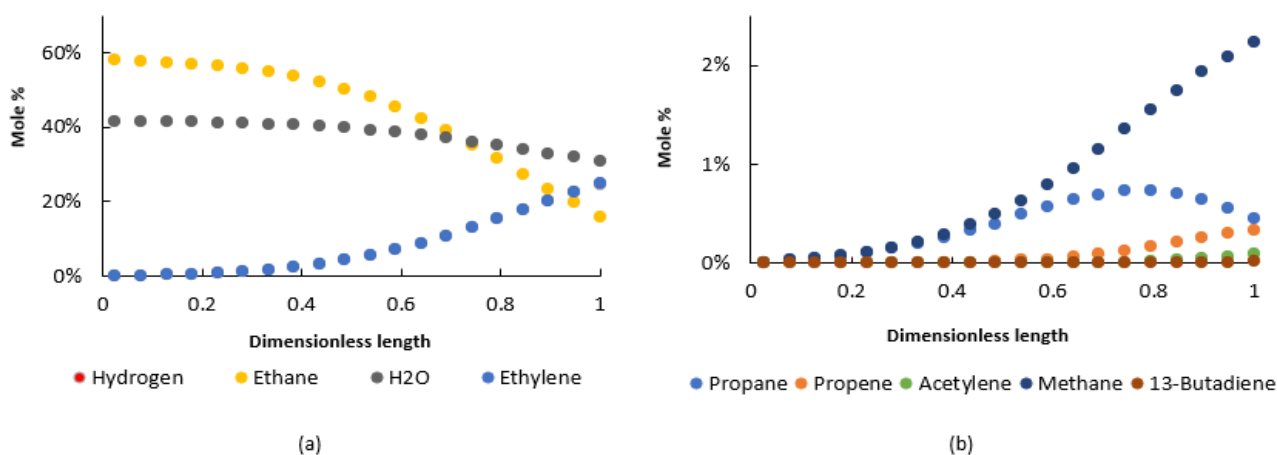 Mole %
60%
40%
20%
0%
0 0.2 0.4 0.6 0.8 1
Dimensionless length
Hydrogen Ethane H2O Ethylene
(a)
Mole %
2%
1%
0%
0 0.2 0.4 0.6 0.8 1
Dimensionless length
Propane Propene Acetylene Methane 13-Butadiene
(b)